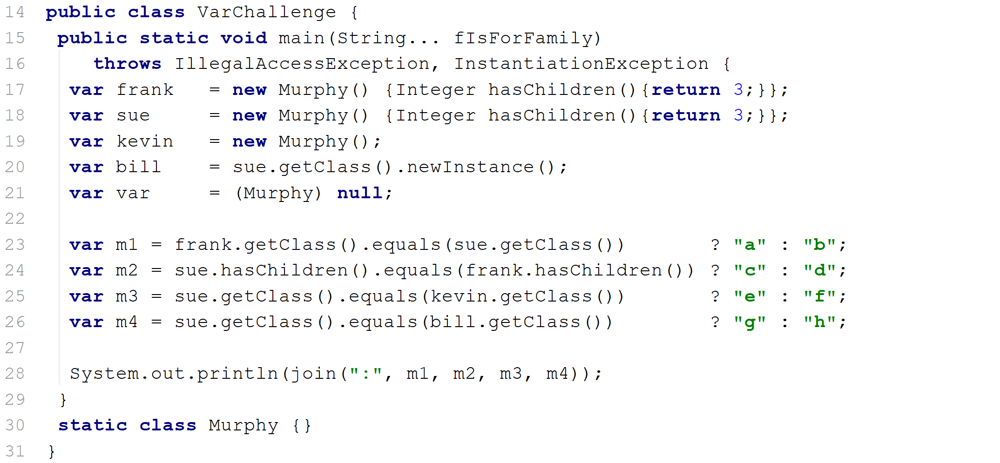 14 public class VarChallenge {
15 public static void main(String... fIsForFamily)
16 throws IllegalAccessException, InstantiationException {
17 var frank = new Murphy() {Integer hasChildren(){return 3;}};
18 var sue = new Murphy() {Integer hasChildren(){return 3;}};
19 var kevin = new Murphy();
20 var bill = sue.getClass().newInstance();
21 var var = (Murphy) null;
22
23 var m1 = frank.getClass().equals(sue.getClass()) ? "a" : "b";
24 var m2 = sue.hasChildren().equals(frank.hasChildren()) ? "c" : "d";
25 var m3 = sue.getClass().equals(kevin.getClass()) ? "e" : "f";
26 var m4 = sue.getClass().equals(bill.getClass()) ? "g" : "h";
27
28 System.out.println(join(":", m1, m2, m3, m4));
29 }
30 static class Murphy {}
31 }